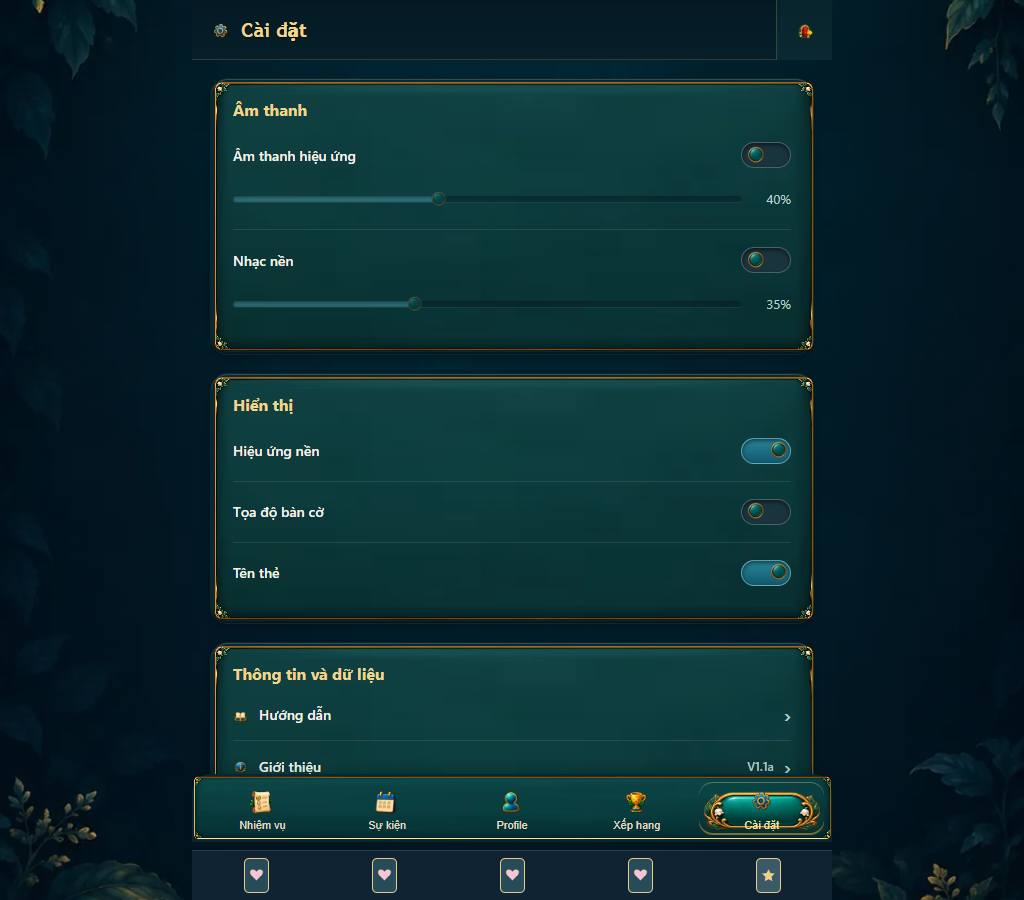 Cài đặt
Âm thanh
Âm thanh hiệu ứng
40%
Nhạc nền
35%
Hiển thị
Hiệu ứng nền
Tọa độ bàn cờ
Tên thẻ
Thông tin và dữ liệu
Hướng dẫn
Giới thiệu V1.1a
Nhiệm vụ Sự kiện Profile Xếp hạng Cài đặt